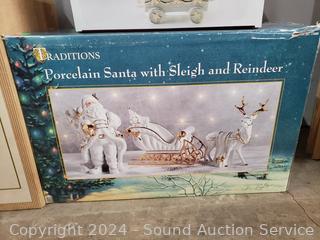 TRADITIONS
Porcelain Santa with Sleigh and Reindeer
Copyright 2024 - Sound Auction Service